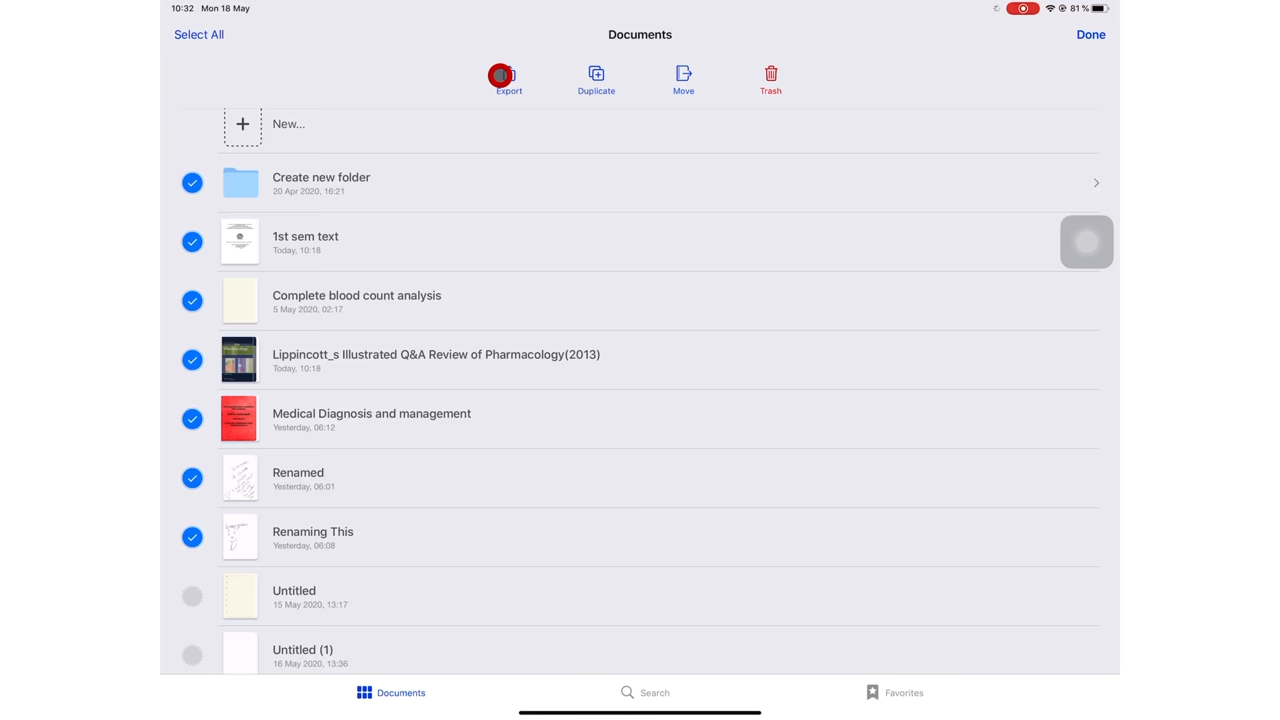 10:32 Mon 18 May
81 %
Select All
Documents
Done
Export
Duplicate
Move
Trash
New...
Create new folder
20 Apr 2020, 16:21
1st sem text
Today, 10:18
Complete blood count analysis
5 May 2020, 02:17
Lippincott_s Illustrated Q&A Review of Pharmacology(2013)
Today, 10:18
Medical Diagnosis and management
Yesterday, 06:12
Renamed
Yesterday, 06:01
Renaming This
Yesterday, 06:08
Untitled
15 May 2020, 13:17
Untitled (1)
16 May 2020, 13:36
Documents
Search
Favorites